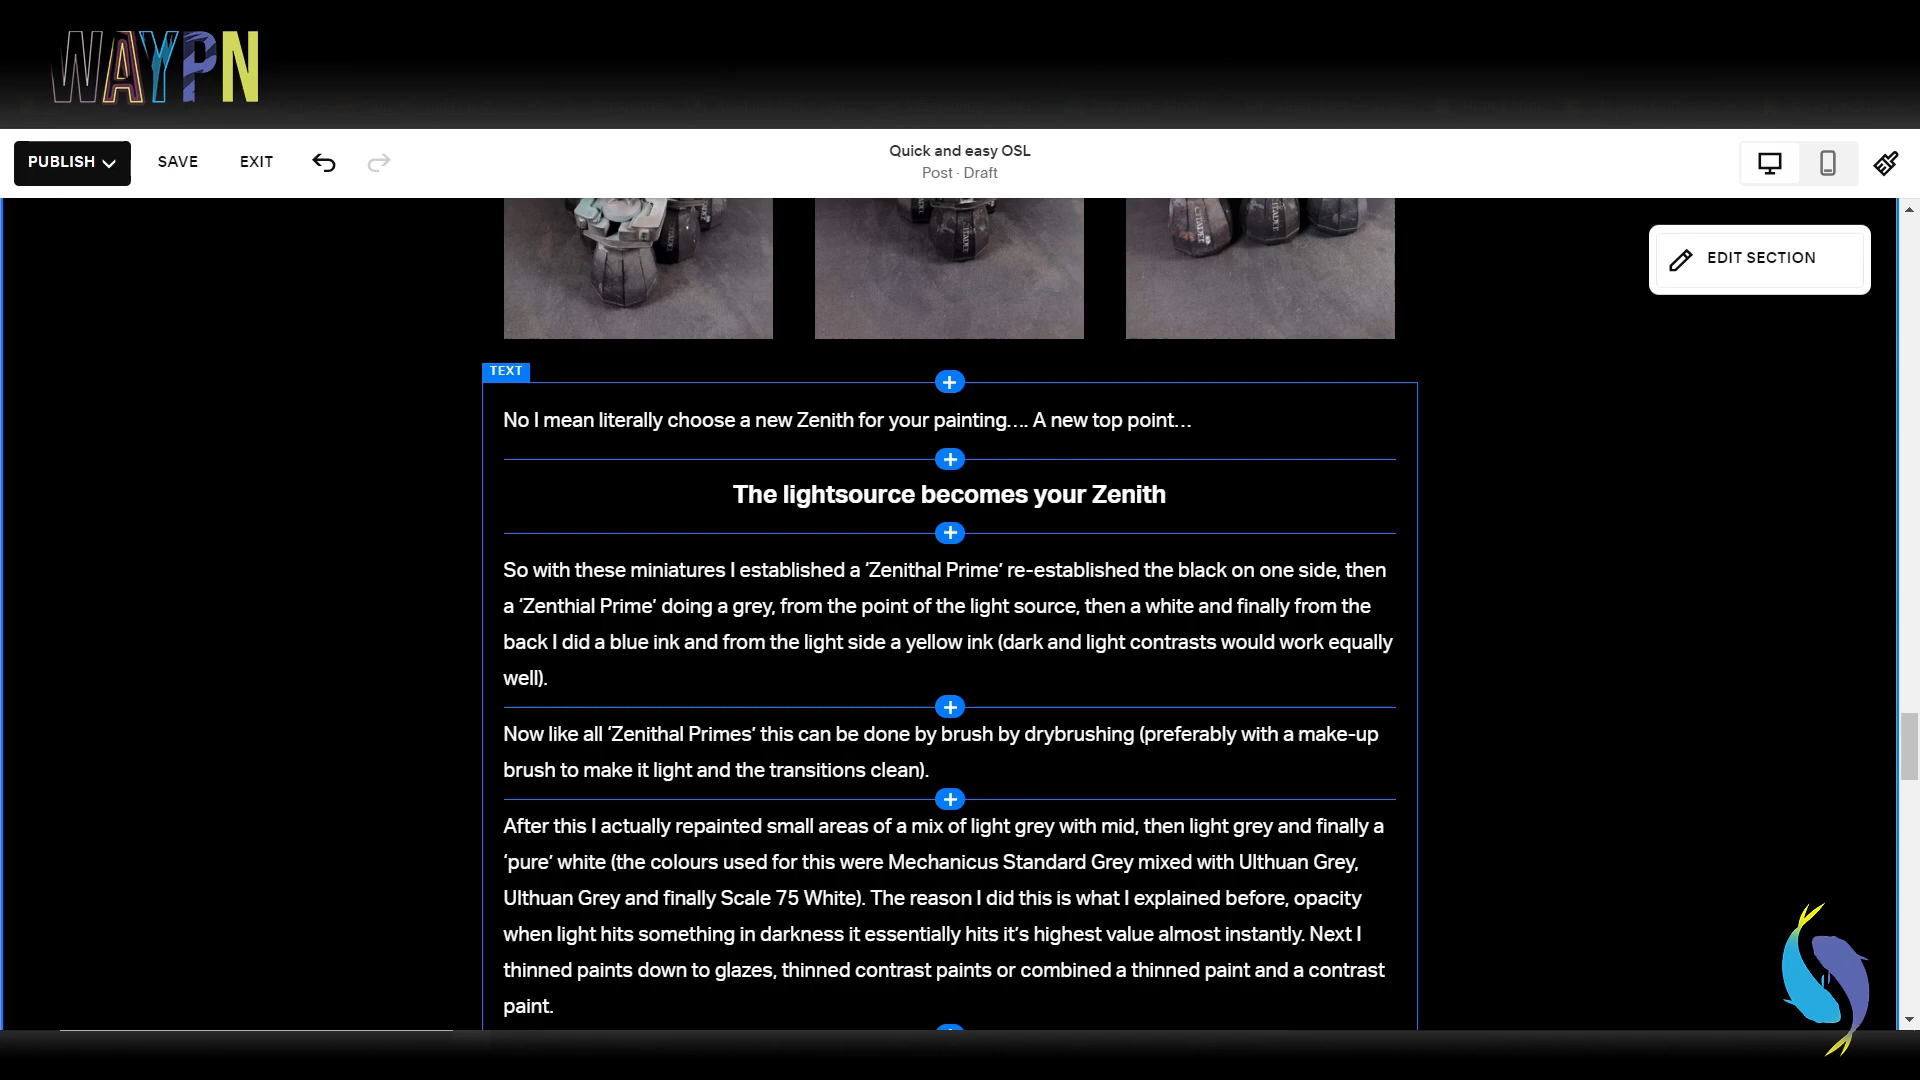 WAYPN
PUBLISH
SAVE
EXIT
Quick and easy OSL
Post · Draft
EDIT SECTION
CITADEL
CITADEL
CITADEL
TEXT
No I mean literally choose a new Zenith for your painting…. A new top point…
The lightsource becomes your Zenith
So with these miniatures I established a ‘Zenithal Prime’ re-established the black on one side, then
a ‘Zenthial Prime’ doing a grey, from the point of the light source, then a white and finally from the
back I did a blue ink and from the light side a yellow ink (dark and light contrasts would work equally
well).
Now like all ‘Zenithal Primes’ this can be done by brush by drybrushing (preferably with a make-up
brush to make it light and the transitions clean).
After this I actually repainted small areas of a mix of light grey with mid, then light grey and finally a
‘pure’ white (the colours used for this were Mechanicus Standard Grey mixed with Ulthuan Grey,
Ulthuan Grey and finally Scale 75 White). The reason I did this is what I explained before, opacity
when light hits something in darkness it essentially hits it’s highest value almost instantly. Next I
thinned paints down to glazes, thinned contrast paints or combined a thinned paint and a contrast
paint.